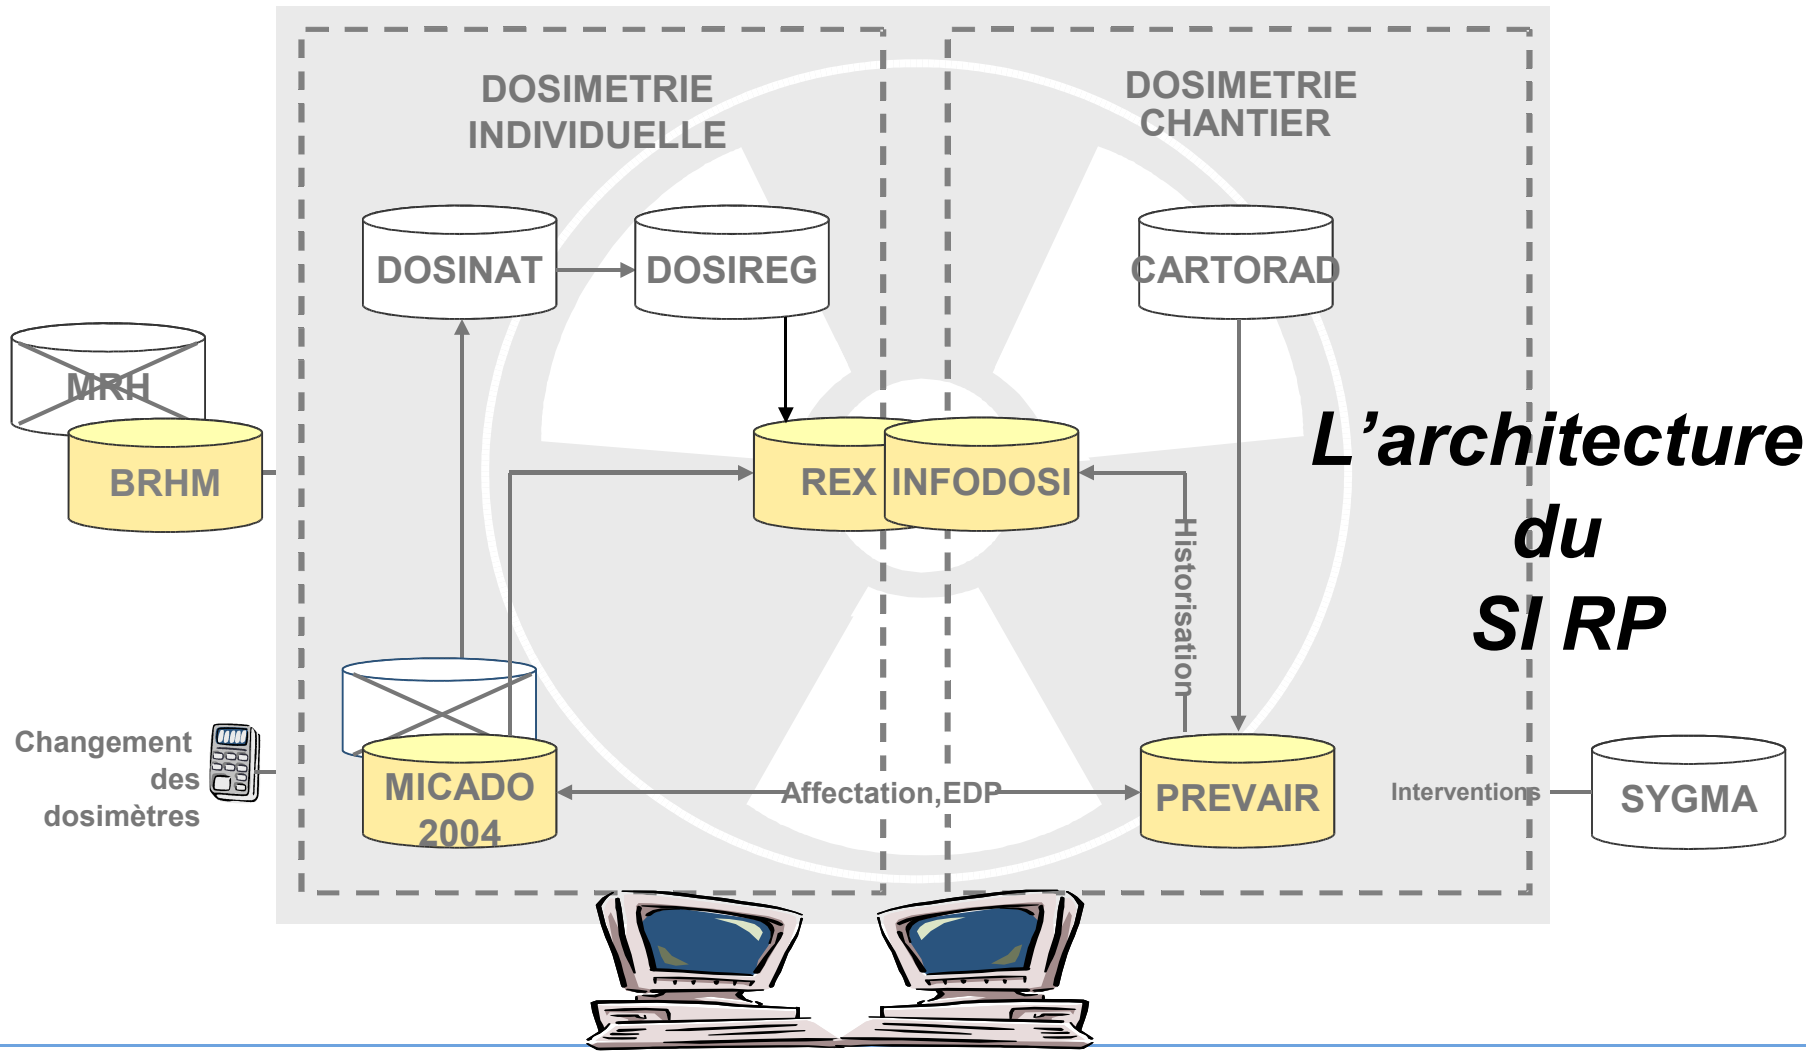 DOSIMETRIE
INDIVIDUELLE
DOSIMETRIE
CHANTIER
DOSINAT
DOSIREG
CARTORAD
MRH
BRHM
REX
INFODOSI
L’architecture
du
SI RP
Historisation
Changement
des
dosimètres
MICADO
2004
Affectation,EDP
PREVAIR
Interventions
SYGMA